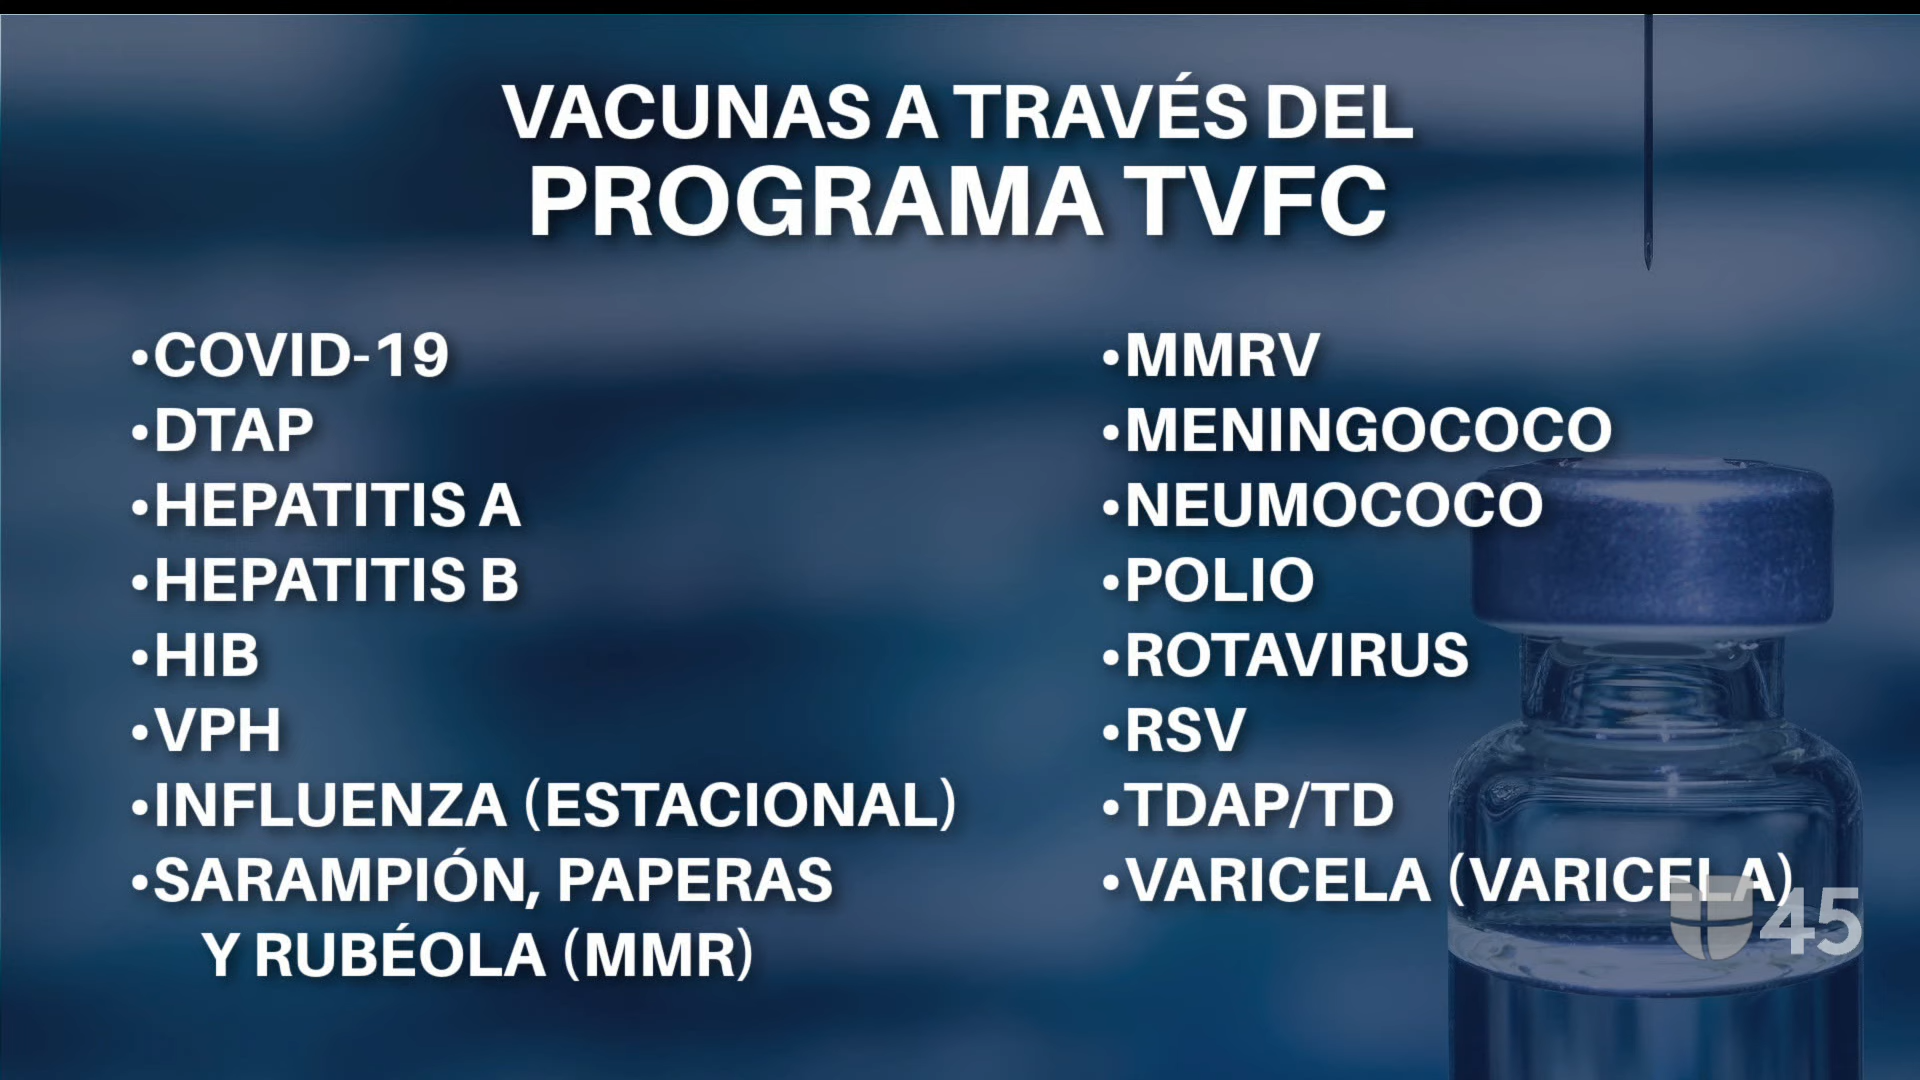 VACUNAS A TRAVÉS DEL
PROGRAMA TVFC
•COVID-19
•DTAP
•HEPATITIS A
•HEPATITIS B
•HIB
•VPH
•INFLUENZA (ESTACIONAL)
•SARAMPIÓN, PAPERAS
Y RUBÉOLA (MMR)
•MMRV
•MENINGOCOCO
•NEUMOCOCO
•POLIO
•ROTAVIRUS
•RSV
•TDAP/TD
•VARICELA (VARICELA)
45